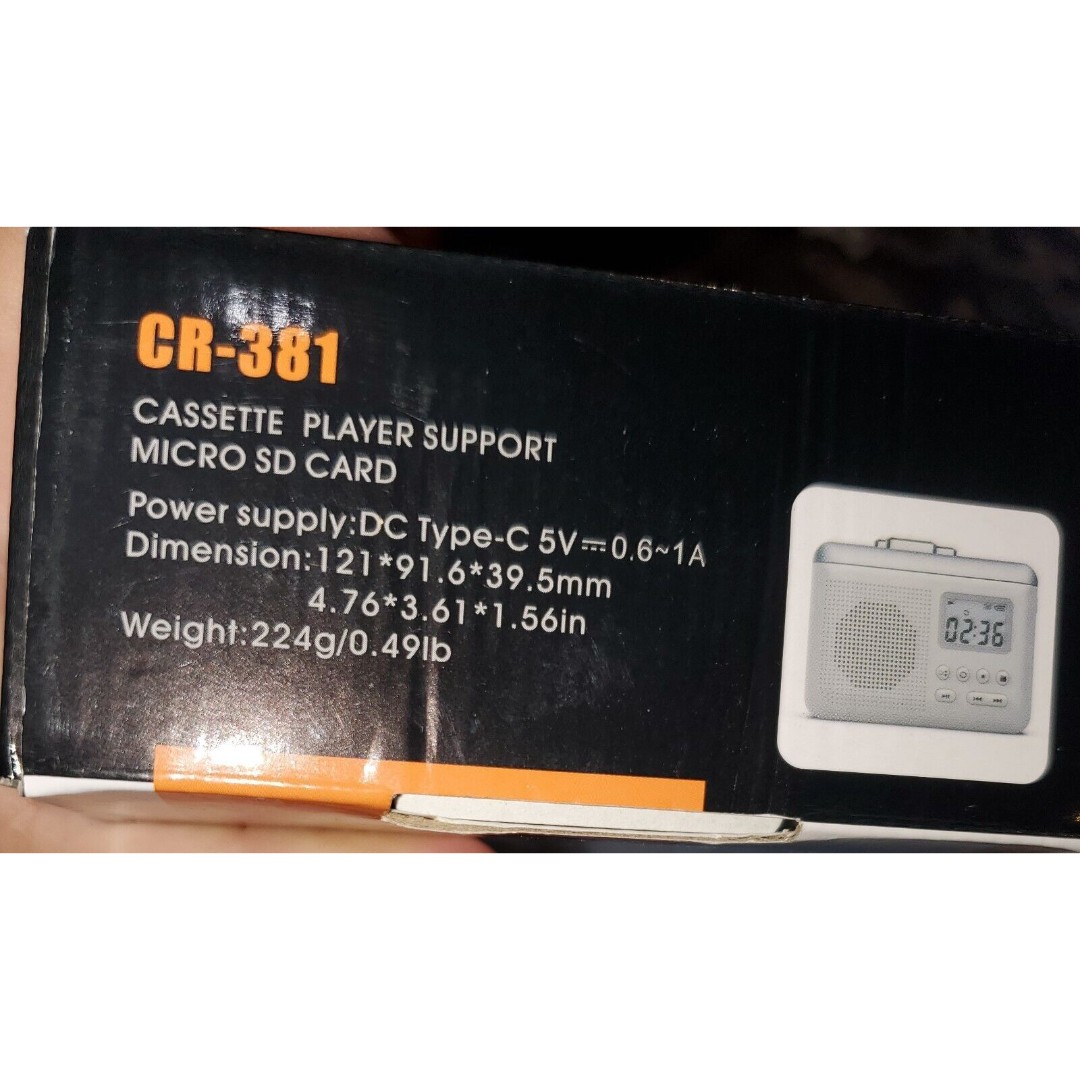 CR-381
CASSETTE PLAYER SUPPORT
MICRO SD CARD
Power supply:DC Type-C 5V⎓0.6~1A
Dimension:121*91.6*39.5mm
4.76*3.61*1.56in
Weight:224g/0.49lb
02:36